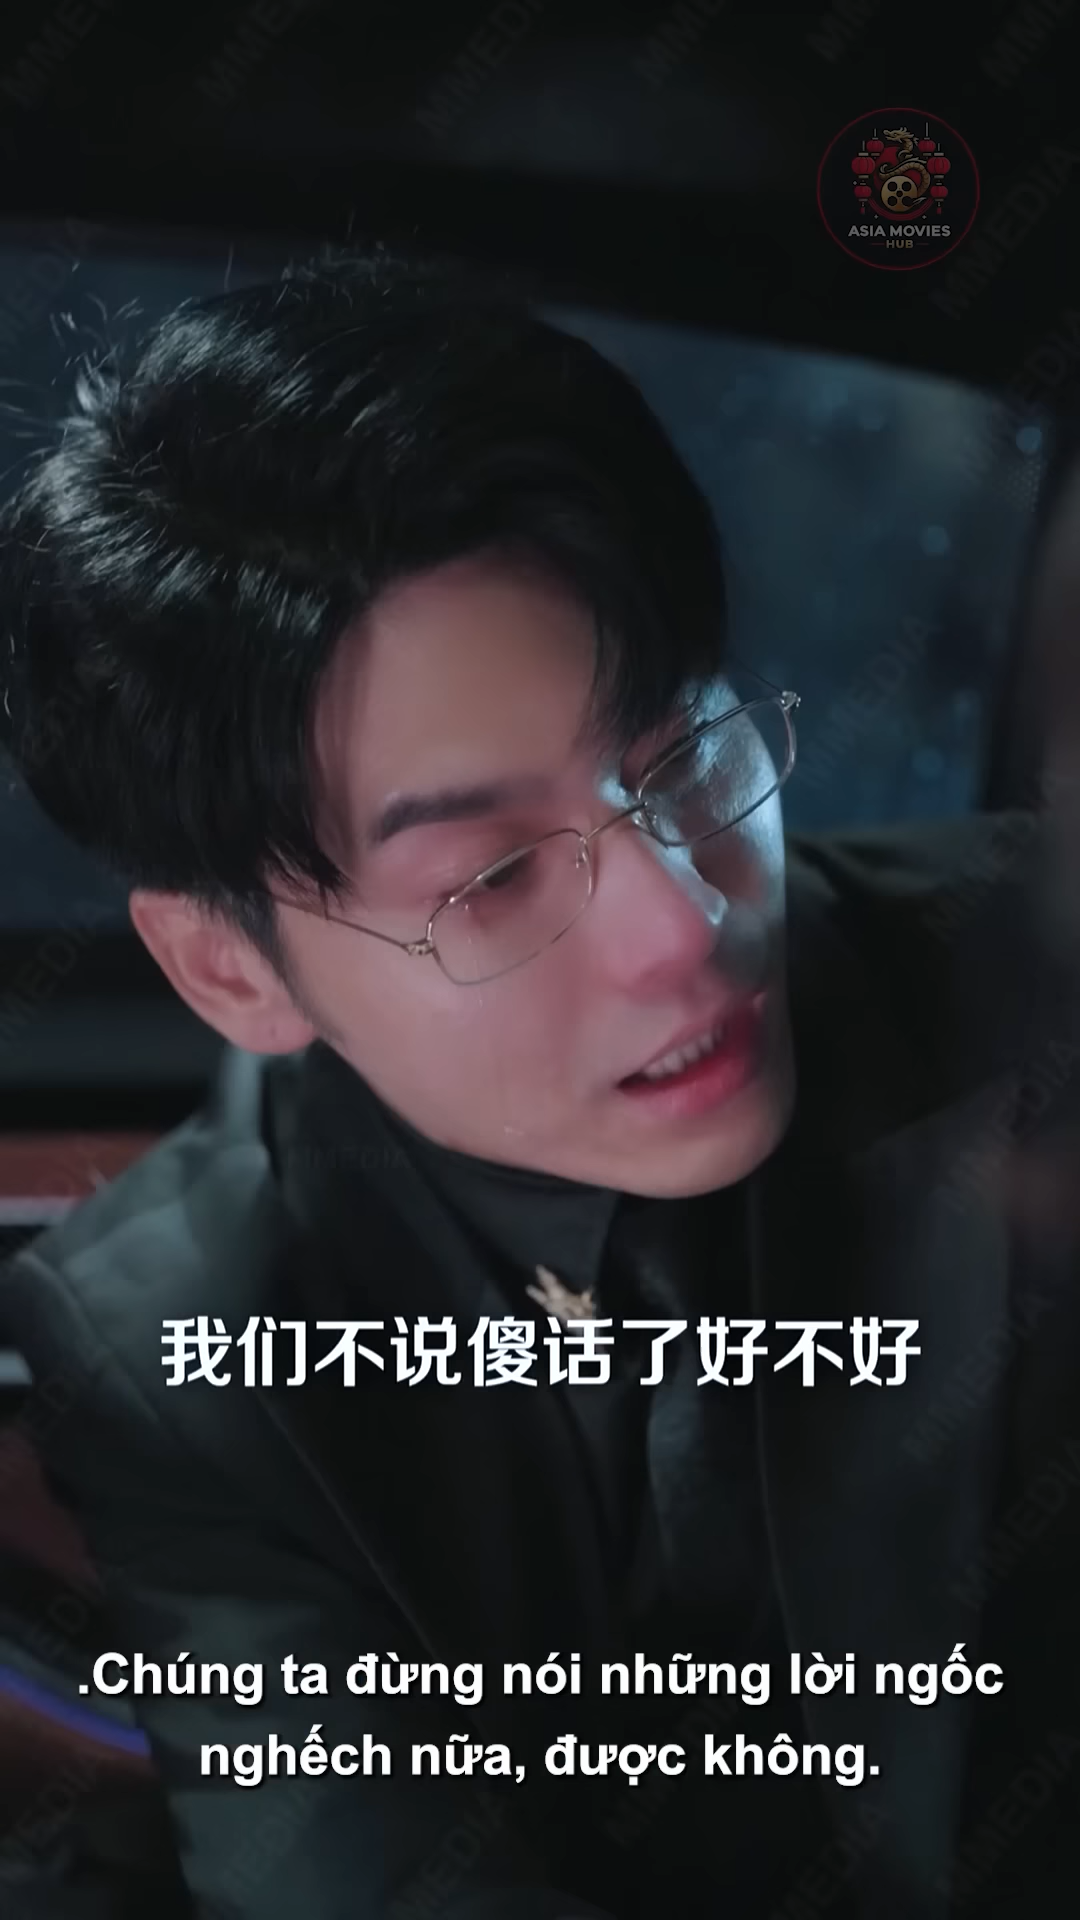 ASIA MOVIES
HUB
我们不说傻话了好不好
.Chúng ta đừng nói những lời ngốc
nghếch nữa, được không.
MMEDIA